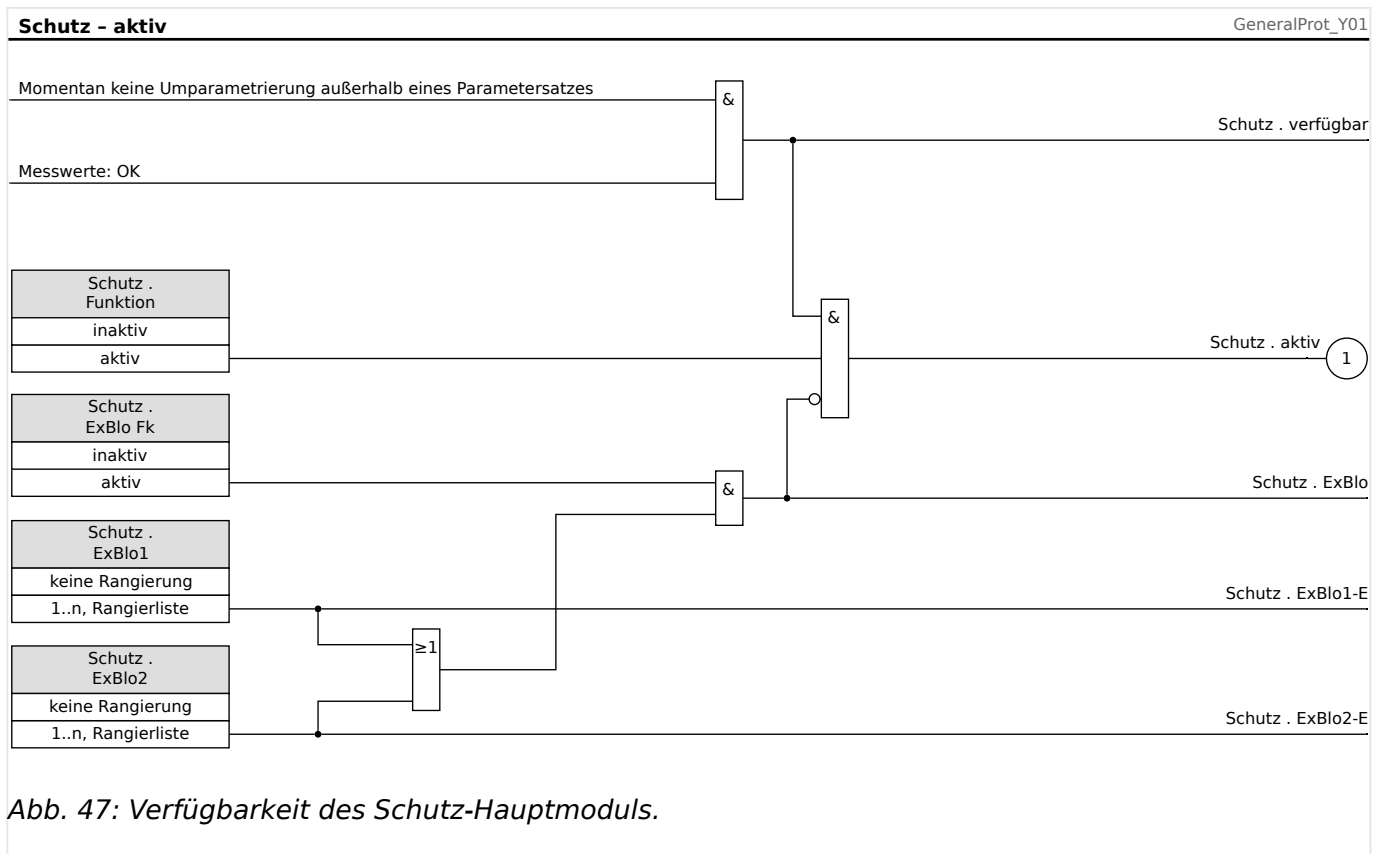 Schutz – aktiv
GeneralProt_Y01
Momentan keine Umparametrierung außerhalb eines Parametersatzes
&
Schutz . verfügbar
Messwerte: OK
Schutz .
Funktion
inaktiv
aktiv
&
Schutz . aktiv
1
Schutz .
ExBlo Fk
inaktiv
aktiv
&
Schutz . ExBlo
Schutz .
ExBlo1
keine Rangierung
1..n, Rangierliste
Schutz . ExBlo1-E
≥1
Schutz .
ExBlo2
keine Rangierung
1..n, Rangierliste
Schutz . ExBlo2-E
Abb. 47: Verfügbarkeit des Schutz-Hauptmoduls.